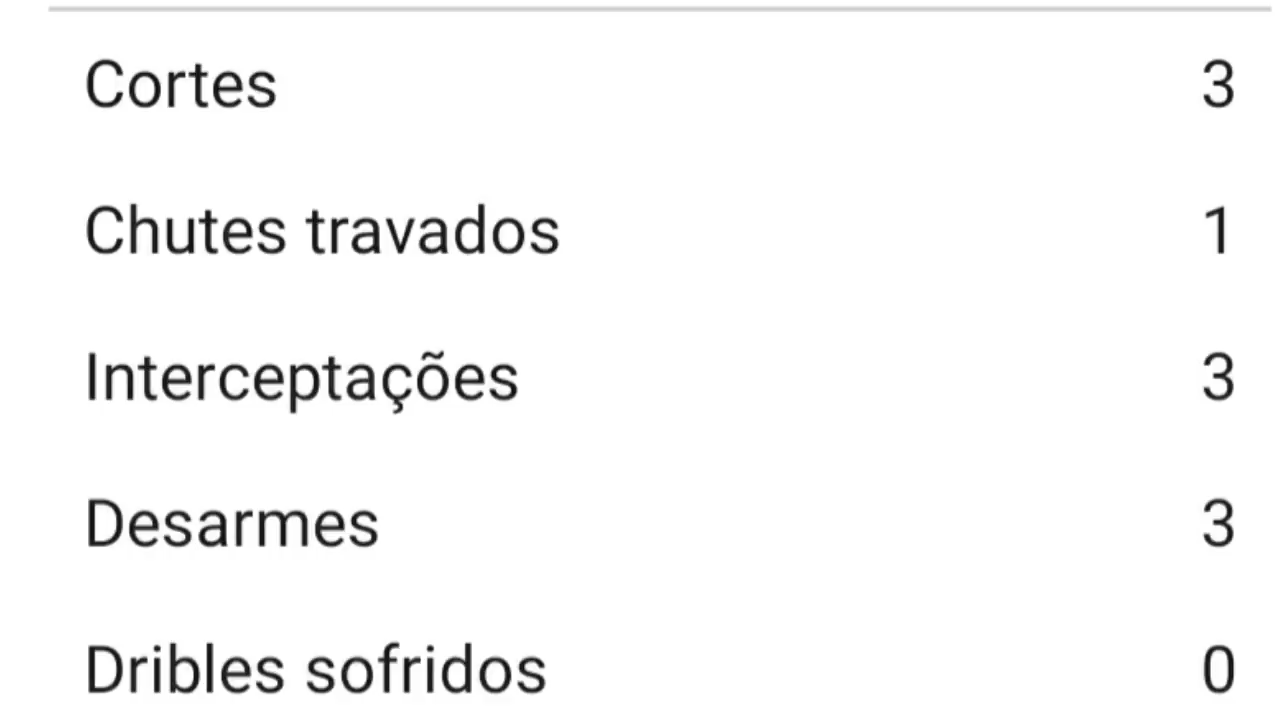 Cortes 3
Chutes travados 1
Interceptações 3
Desarmes 3
Dribles sofridos 0